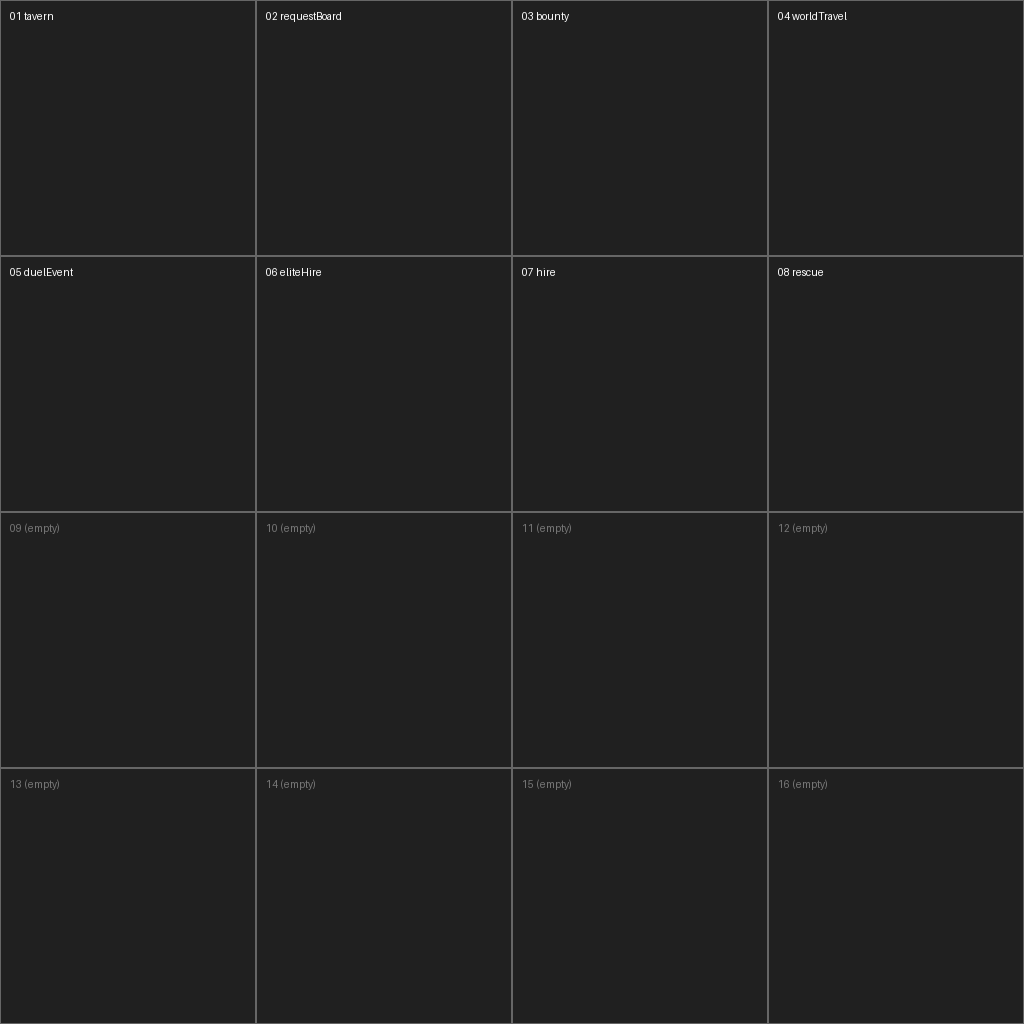 01 tavern
02 requestBoard
03 bounty
04 worldTravel
05 duelEvent
06 eliteHire
07 hire
08 rescue
09 (empty)
10 (empty)
11 (empty)
12 (empty)
13 (empty)
14 (empty)
15 (empty)
16 (empty)